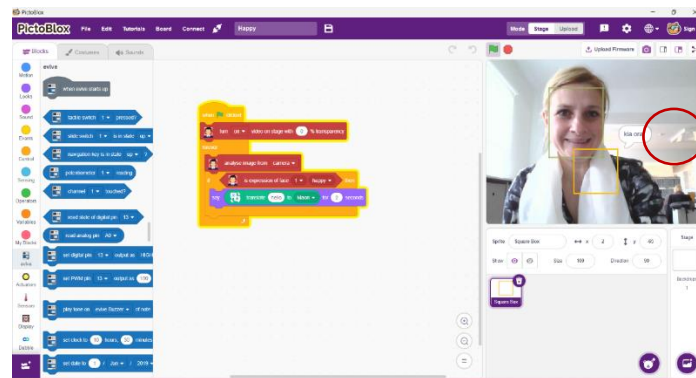 PictoBlox
PictoBlox File Edit Tutorials Board Connect Happy Mode Stage Upload
Blocks Costumes Sounds
Upload Firmware
Motion
Looks
Sound
Events
Control
Sensing
Operators
Variables
My Blocks
evive
Actuators
Sensors
Display
evive
when evive starts up
tactile switch 1 pressed?
slide switch 1 is in state up
navigation key is in state up ?
potentiometer 1 reading
channel 1 touched?
read state of digital pin 13
read analog pin A0
set digital pin 13 output as HIGH
set PWM pin 13 output as
play tone on evive Buzzer of note
set clock to hours, minutes
set date to 1 / Jan / 2019
when clicked
turn on video on stage with 0 % transparency
forever
analyse image from camera
if is expression of face 1 happy then
say translate hello to Maori for 2 seconds
Sprite Square Box x y
Show Size 100 Direction 90
Square Box
Stage
1